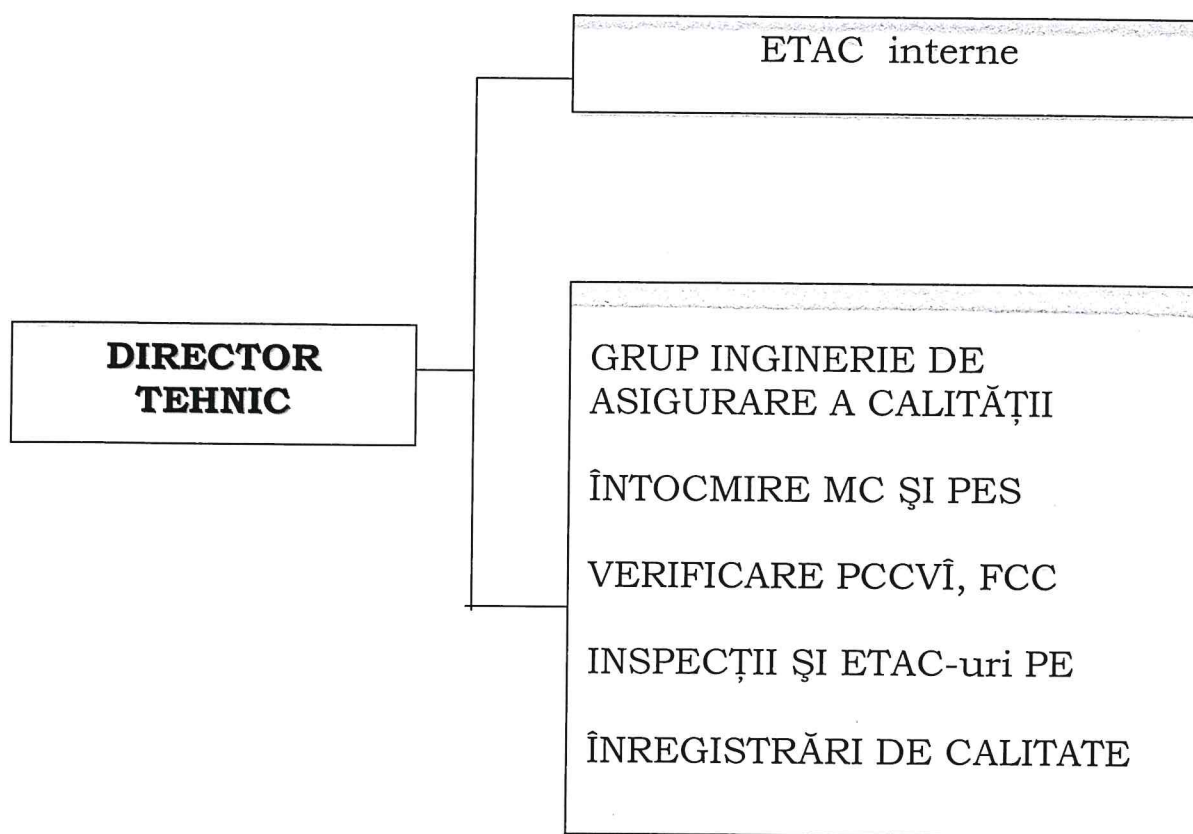 ETAC interne
DIRECTOR
TEHNIC
GRUP INGINERIE DE
ASIGURARE A CALITĂȚII
ÎNTOCMIRE MC ŞI PES
VERIFICARE PCCVÎ, FCC
INSPECȚII ŞI ETAC-uri PE
ÎNREGISTRĂRI DE CALITATE